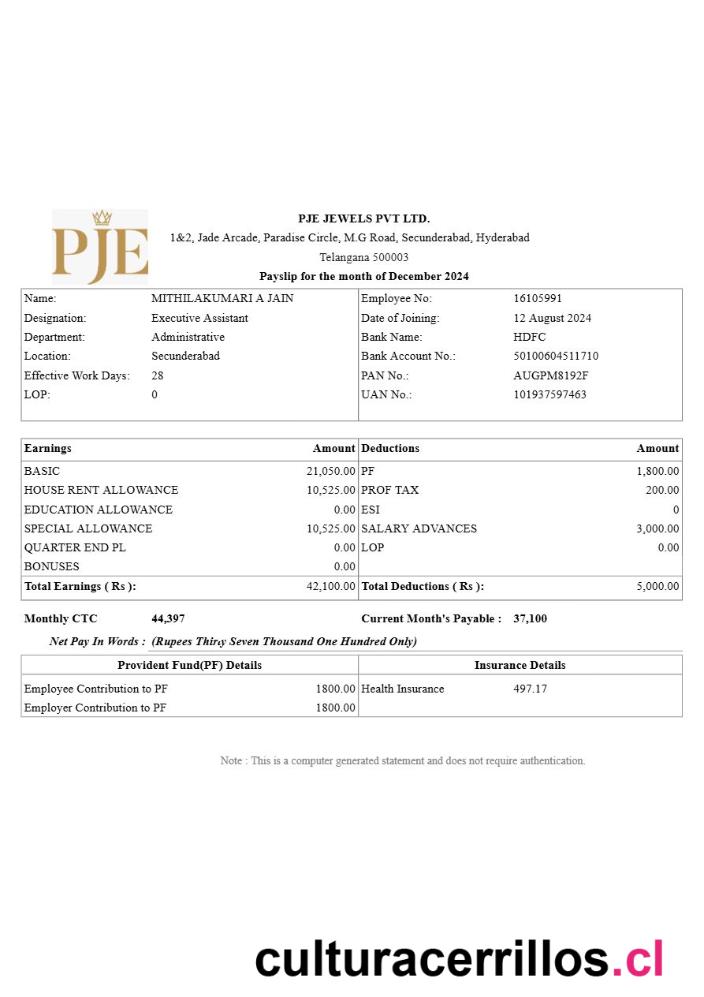 PJE
PJE JEWELS PVT LTD.
1&2, Jade Arcade, Paradise Circle, M.G Road, Secunderabad, Hyderabad
Telangana 500003
Payslip for the month of December 2024
Name: MITHILAKUMARI A JAIN Employee No: 16105991
Designation: Executive Assistant Date of Joining: 12 August 2024
Department: Administrative Bank Name: HDFC
Location: Secunderabad Bank Account No.: 50100604511710
Effective Work Days: 28 PAN No.: AUGPM8192F
LOP: 0 UAN No.: 101937597463
Earnings Amount Deductions Amount
BASIC 21,050.00 PF 1,800.00
HOUSE RENT ALLOWANCE 10,525.00 PROF TAX 200.00
EDUCATION ALLOWANCE 0.00 ESI 0
SPECIAL ALLOWANCE 10,525.00 SALARY ADVANCES 3,000.00
QUARTER END PL 0.00 LOP 0.00
BONUSES 0.00
Total Earnings ( Rs ): 42,100.00 Total Deductions ( Rs ): 5,000.00
Monthly CTC 44,397 Current Month's Payable : 37,100
Net Pay In Words : (Rupees Thirty Seven Thousand One Hundred Only)
Provident Fund(PF) Details Insurance Details
Employee Contribution to PF 1800.00 Health Insurance 497.17
Employer Contribution to PF 1800.00
Note : This is a computer generated statement and does not require authentication.
culturacerrillos.cl